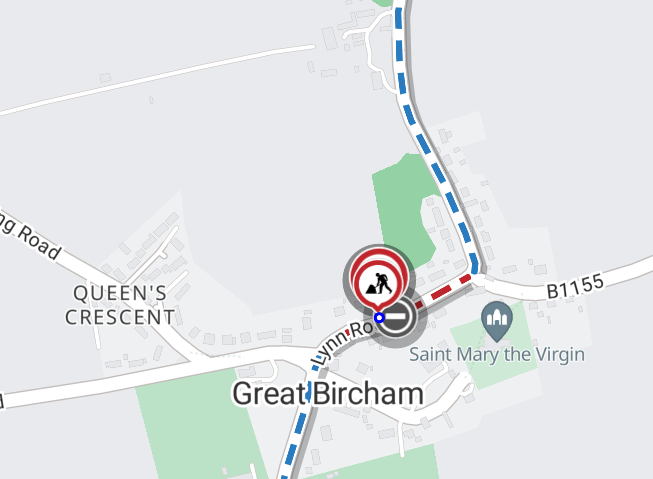 ng Road
QUEEN'S
CRESCENT
B1155
Lynn Ro
Saint Mary the Virgin
Great Bircham
d